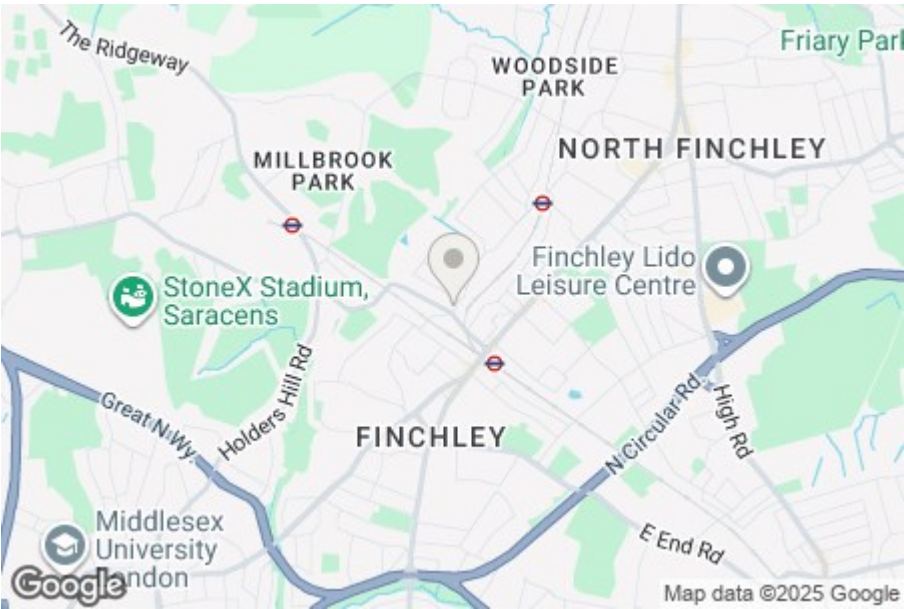 The Ridgeway
Friary Park
WOODSIDE
PARK
NORTH FINCHLEY
MILLBROOK
PARK
Finchley Lido
Leisure Centre
StoneX Stadium,
Saracens
Holders Hill Rd
Great N Wy.
FINCHLEY
N Circular Rd.
High Rd
E End Rd
Middlesex
University
London
Google
Map data ©2025 Google